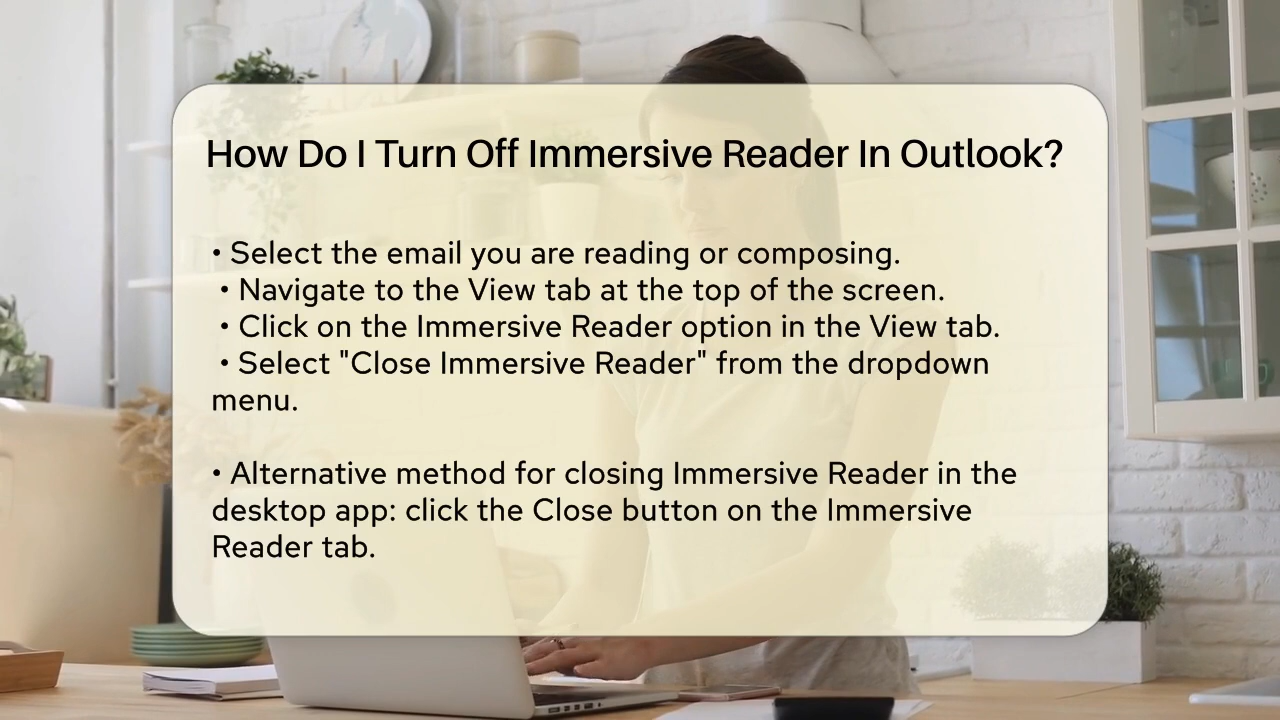 How Do I Turn Off Immersive Reader In Outlook?
• Select the email you are reading or composing.
• Navigate to the View tab at the top of the screen.
• Click on the Immersive Reader option in the View tab.
• Select "Close Immersive Reader" from the dropdown
menu.
• Alternative method for closing Immersive Reader in the
desktop app: click the Close button on the Immersive
Reader tab.